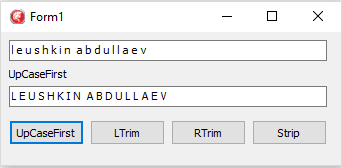 Form1
leushkin abdullaev
UpCaseFirst
LEUSHKIN ABDULLAEV
UpCaseFirst LTrim RTrim Strip